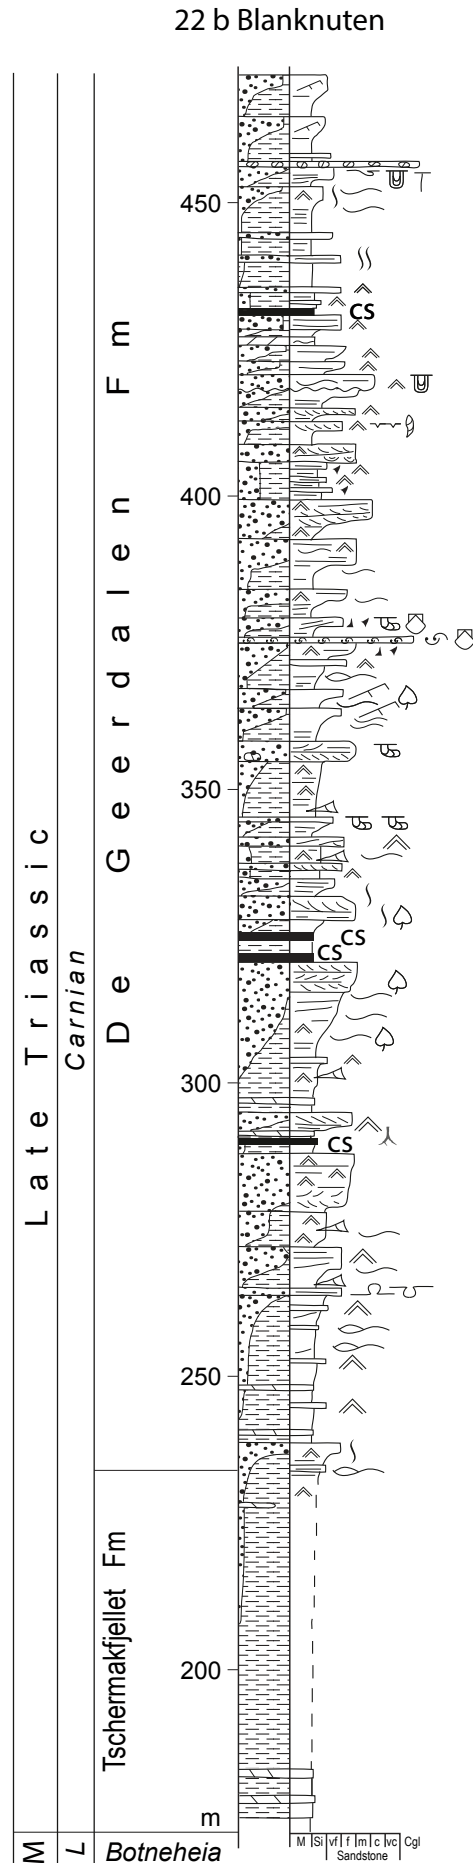 22 b Blanknuten
Late Triassic
Carnian
De Geerdalen Fm
450
CS
400
350
CS
CS
300
CS
250
Tschermakfjellet Fm
200
m
M
L
Botneheia
M Si vf f m c vc Cgl
Sandstone